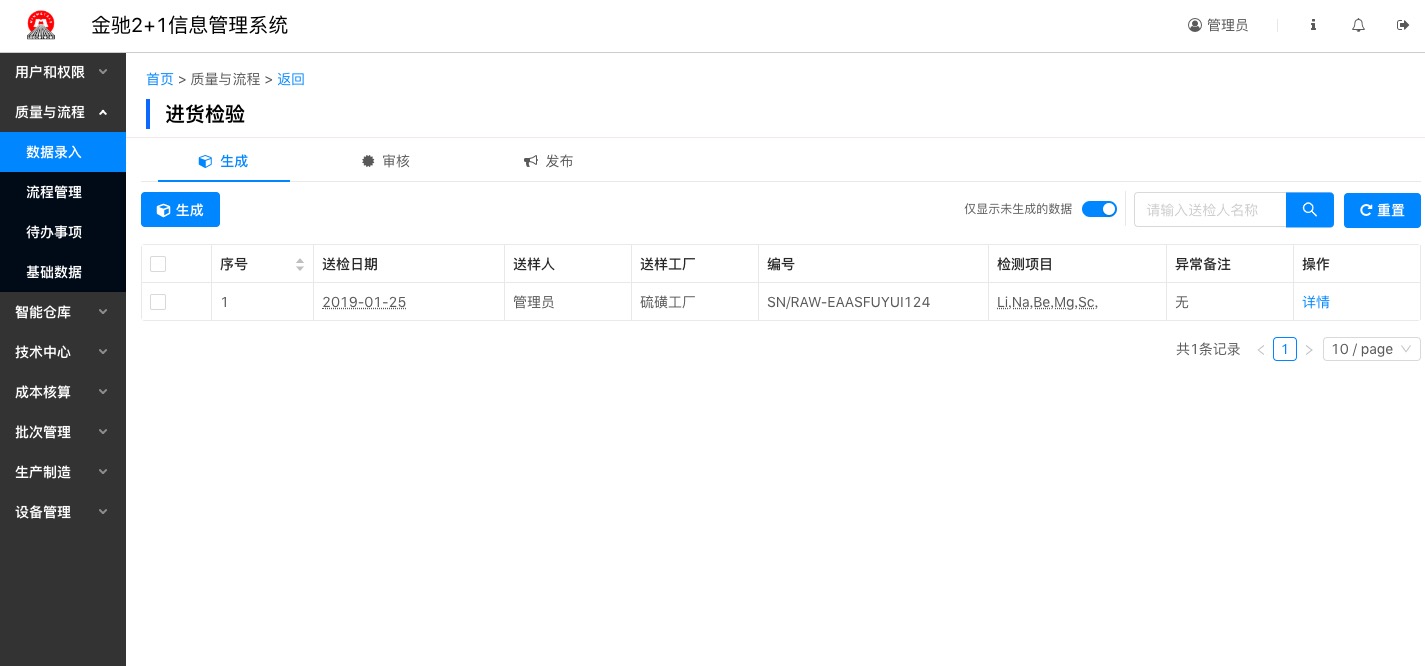 金驰2+1信息管理系统
管理员
用户和权限
质量与流程
数据录入
流程管理
待办事项
基础数据
智能仓库
技术中心
成本核算
批次管理
生产制造
设备管理
首页 > 质量与流程 > 返回
进货检验
生成 审核 发布
生成 仅显示未生成的数据 请输入送检人名称 重置
序号 送检日期 送样人 送样工厂 编号 检测项目 异常备注 操作
1 2019-01-25 管理员 硫磺工厂 SN/RAW-EAASFUYUI124 Li,Na,Be,Mg,Sc, 无 详情
共1条记录 < 1 > 10 / page